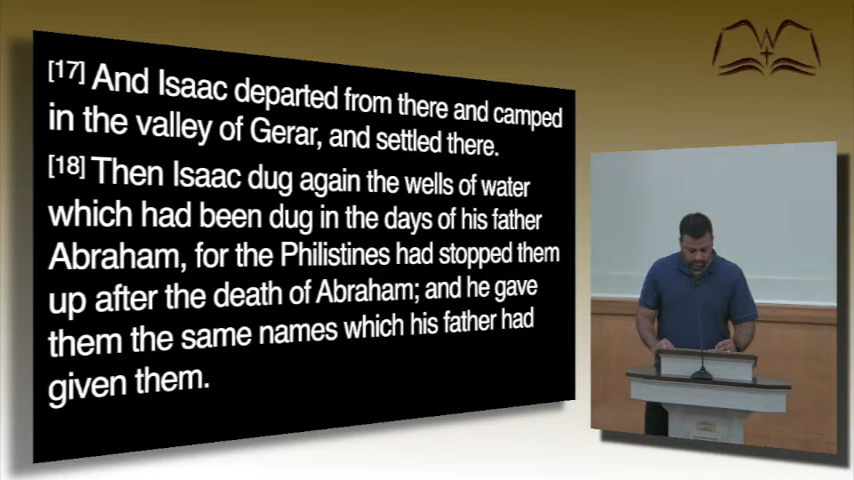 [17] And Isaac departed from there and camped
in the valley of Gerar, and settled there.
[18] Then Isaac dug again the wells of water
which had been dug in the days of his father
Abraham, for the Philistines had stopped them
up after the death of Abraham; and he gave
them the same names which his father had
given them.